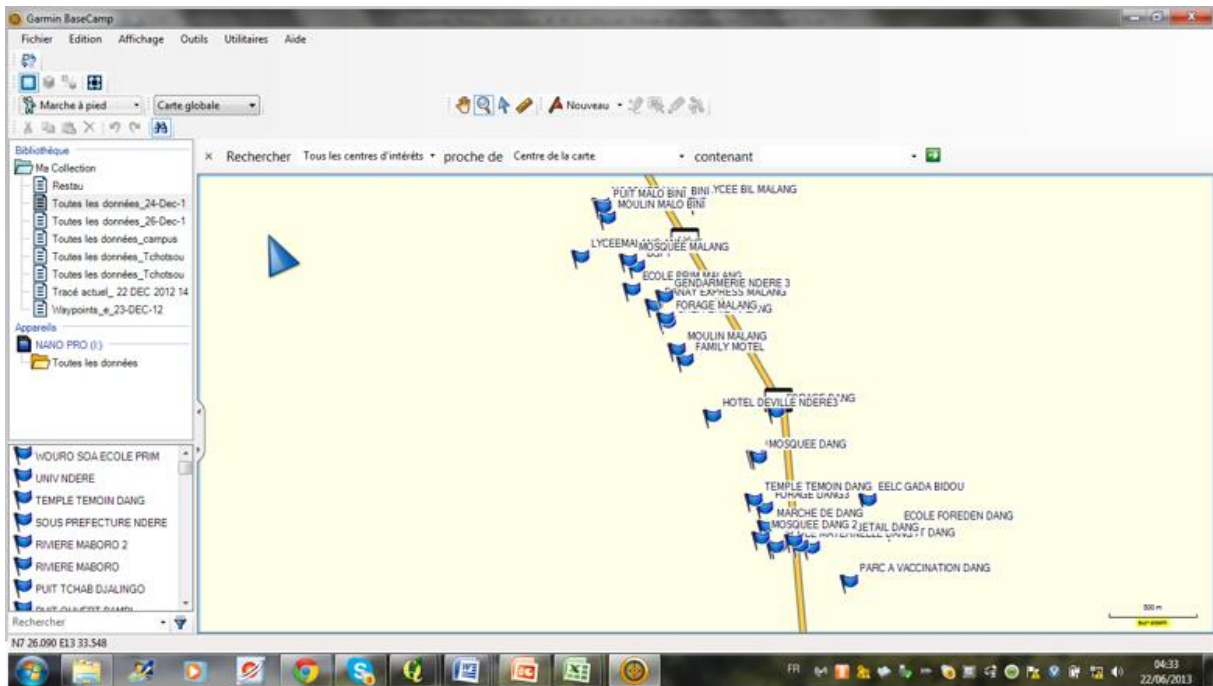 Garmin BaseCamp
Fichier Edition Affichage Outils Utilitaires Aide
Marche à pied Carte globale Nouveau
Bibliothèque
Ma Collection
Restau
Toutes les données_24-Dec-1
Toutes les données_26-Dec-1
Toutes les données_campus
Toutes les données_Tchotsou
Toutes les données_Tchotsou
Tracé actuel_ 22 DEC 2012 14
Waypoints_e_23-DEC-12
Appareils
NANO PRO (I:)
Toutes les données
WOURO SOA ECOLE PRIM
UNIV NDERE
TEMPLE TEMOIN DANG
SOUS PREFECTURE NDERE
RIVIERE MABORO 2
RIVIERE MABORO
PUIT TCHAB DJALINGO
Rechercher
× Rechercher Tous les centres d'intérêts proche de Centre de la carte contenant
PUIT MALO BINI BINI LYCEE BIL MALANG
MOULIN MALO BINI
MOSQUEE MALANG
ECOLE PRIM MALANG
GENDARMERIE NDERE 3
DANAY EXPRESS MALANG
FORAGE MALANG
MOULIN MALANG
FAMILY MOTEL
HOTEL DEVILLE NDERE3
MOSQUEE DANG
TEMPLE TEMOIN DANG EELC GADA BIDOU
FORAGE DANG3
MARCHE DE DANG ECOLE FOREDEN DANG
MOSQUEE DANG 2
PARC A VACCINATION DANG
500 m
N7 26.090 E13 33.548
FR 04:33
22/06/2013